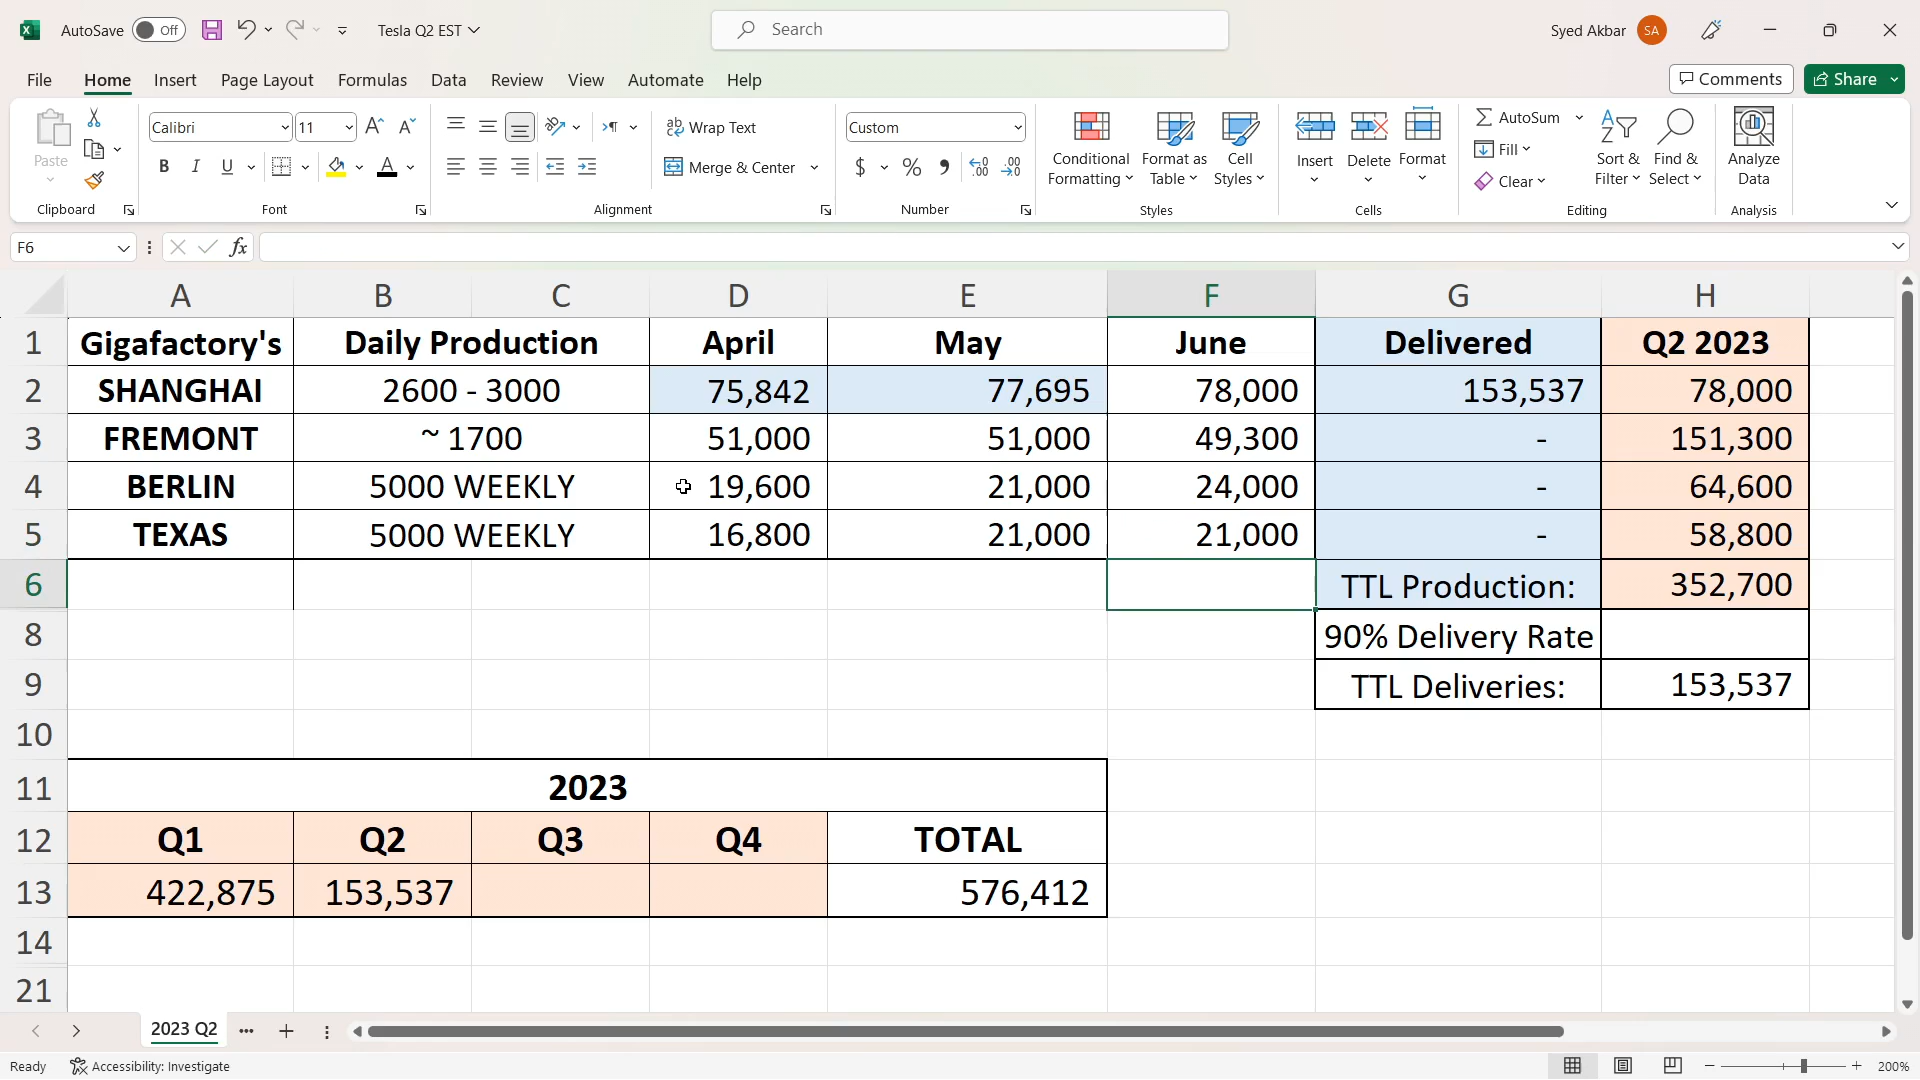 AutoSave Off Tesla Q2 EST Search Syed Akbar SA
File Home Insert Page Layout Formulas Data Review View Automate Help Comments Share
Paste Calibri 11 Wrap Text Custom Conditional Formatting Format as Table Cell Styles Insert Delete Format AutoSum Sort & Filter Find & Select Analyze Data
B I U A Merge & Center $ % Fill
Clear
Clipboard Font Alignment Number Styles Cells Editing Analysis
F6 fx
A B C D E F G H
1 Gigafactory's Daily Production April May June Delivered Q2 2023
2 SHANGHAI 2600 - 3000 75,842 77,695 78,000 153,537 78,000
3 FREMONT ~ 1700 51,000 51,000 49,300 - 151,300
4 BERLIN 5000 WEEKLY 19,600 21,000 24,000 - 64,600
5 TEXAS 5000 WEEKLY 16,800 21,000 21,000 - 58,800
6 TTL Production: 352,700
8 90% Delivery Rate
9 TTL Deliveries: 153,537
10
11 2023
12 Q1 Q2 Q3 Q4 TOTAL
13 422,875 153,537 576,412
14
21
2023 Q2
Ready Accessibility: Investigate 200%